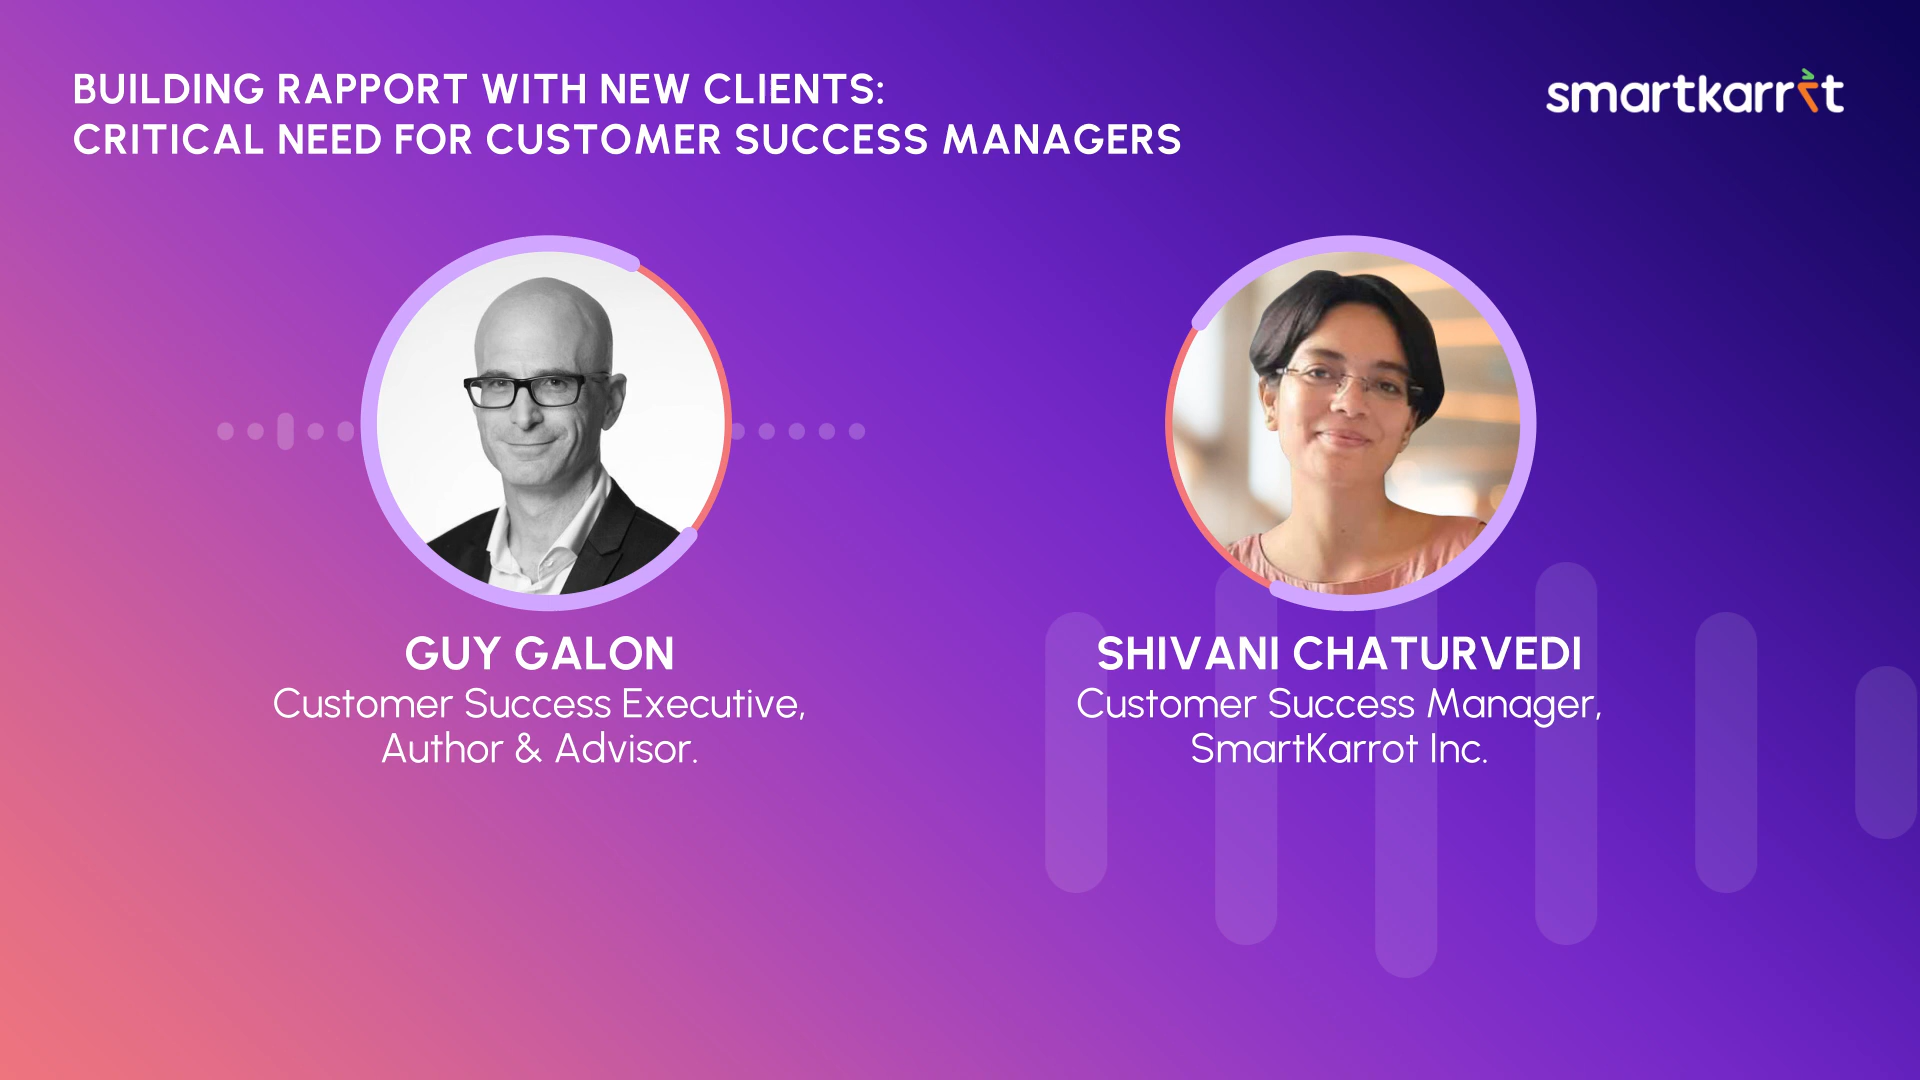 BUILDING RAPPORT WITH NEW CLIENTS:
CRITICAL NEED FOR CUSTOMER SUCCESS MANAGERS
smartkarrot
GUY GALON
Customer Success Executive,
Author & Advisor.
SHIVANI CHATURVEDI
Customer Success Manager,
SmartKarrot Inc.